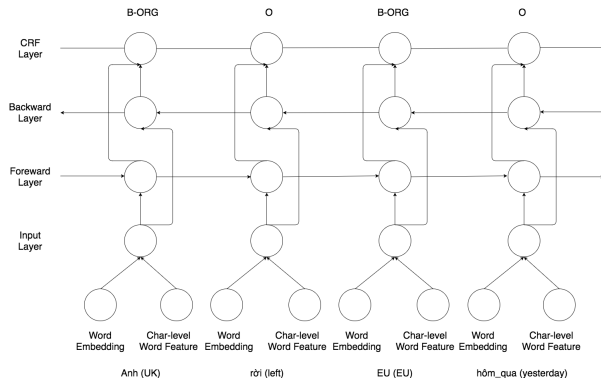 B-ORG O B-ORG O
CRF
Layer
Backward
Layer
Foreward
Layer
Input
Layer
Word
Embedding
Char-level
Word Feature
Word
Embedding
Char-level
Word Feature
Word
Embedding
Char-level
Word Feature
Word
Embedding
Char-level
Word Feature
Anh (UK) rời (left) EU (EU) hôm_qua (yesterday)